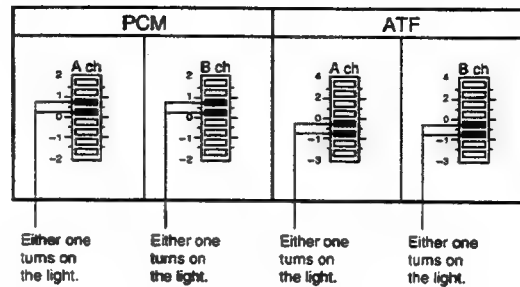 PCM ATF
A ch B ch A ch B ch
2 2 4 4
1 1 2 2
0 0 0 0
-1 -1 -1 -1
-2 -2 -3 -3
Either one Either one Either one Either one
turns on turns on turns on turns on
the light. the light. the light. the light.